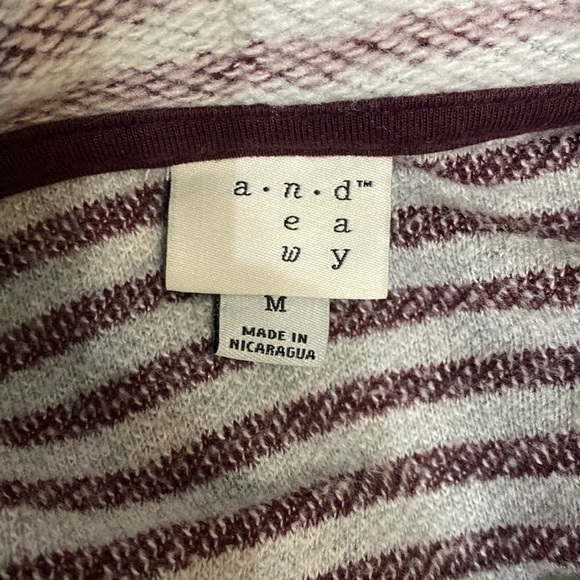 a·n·d™
e a
w y
M
MADE IN
NICARAGUA